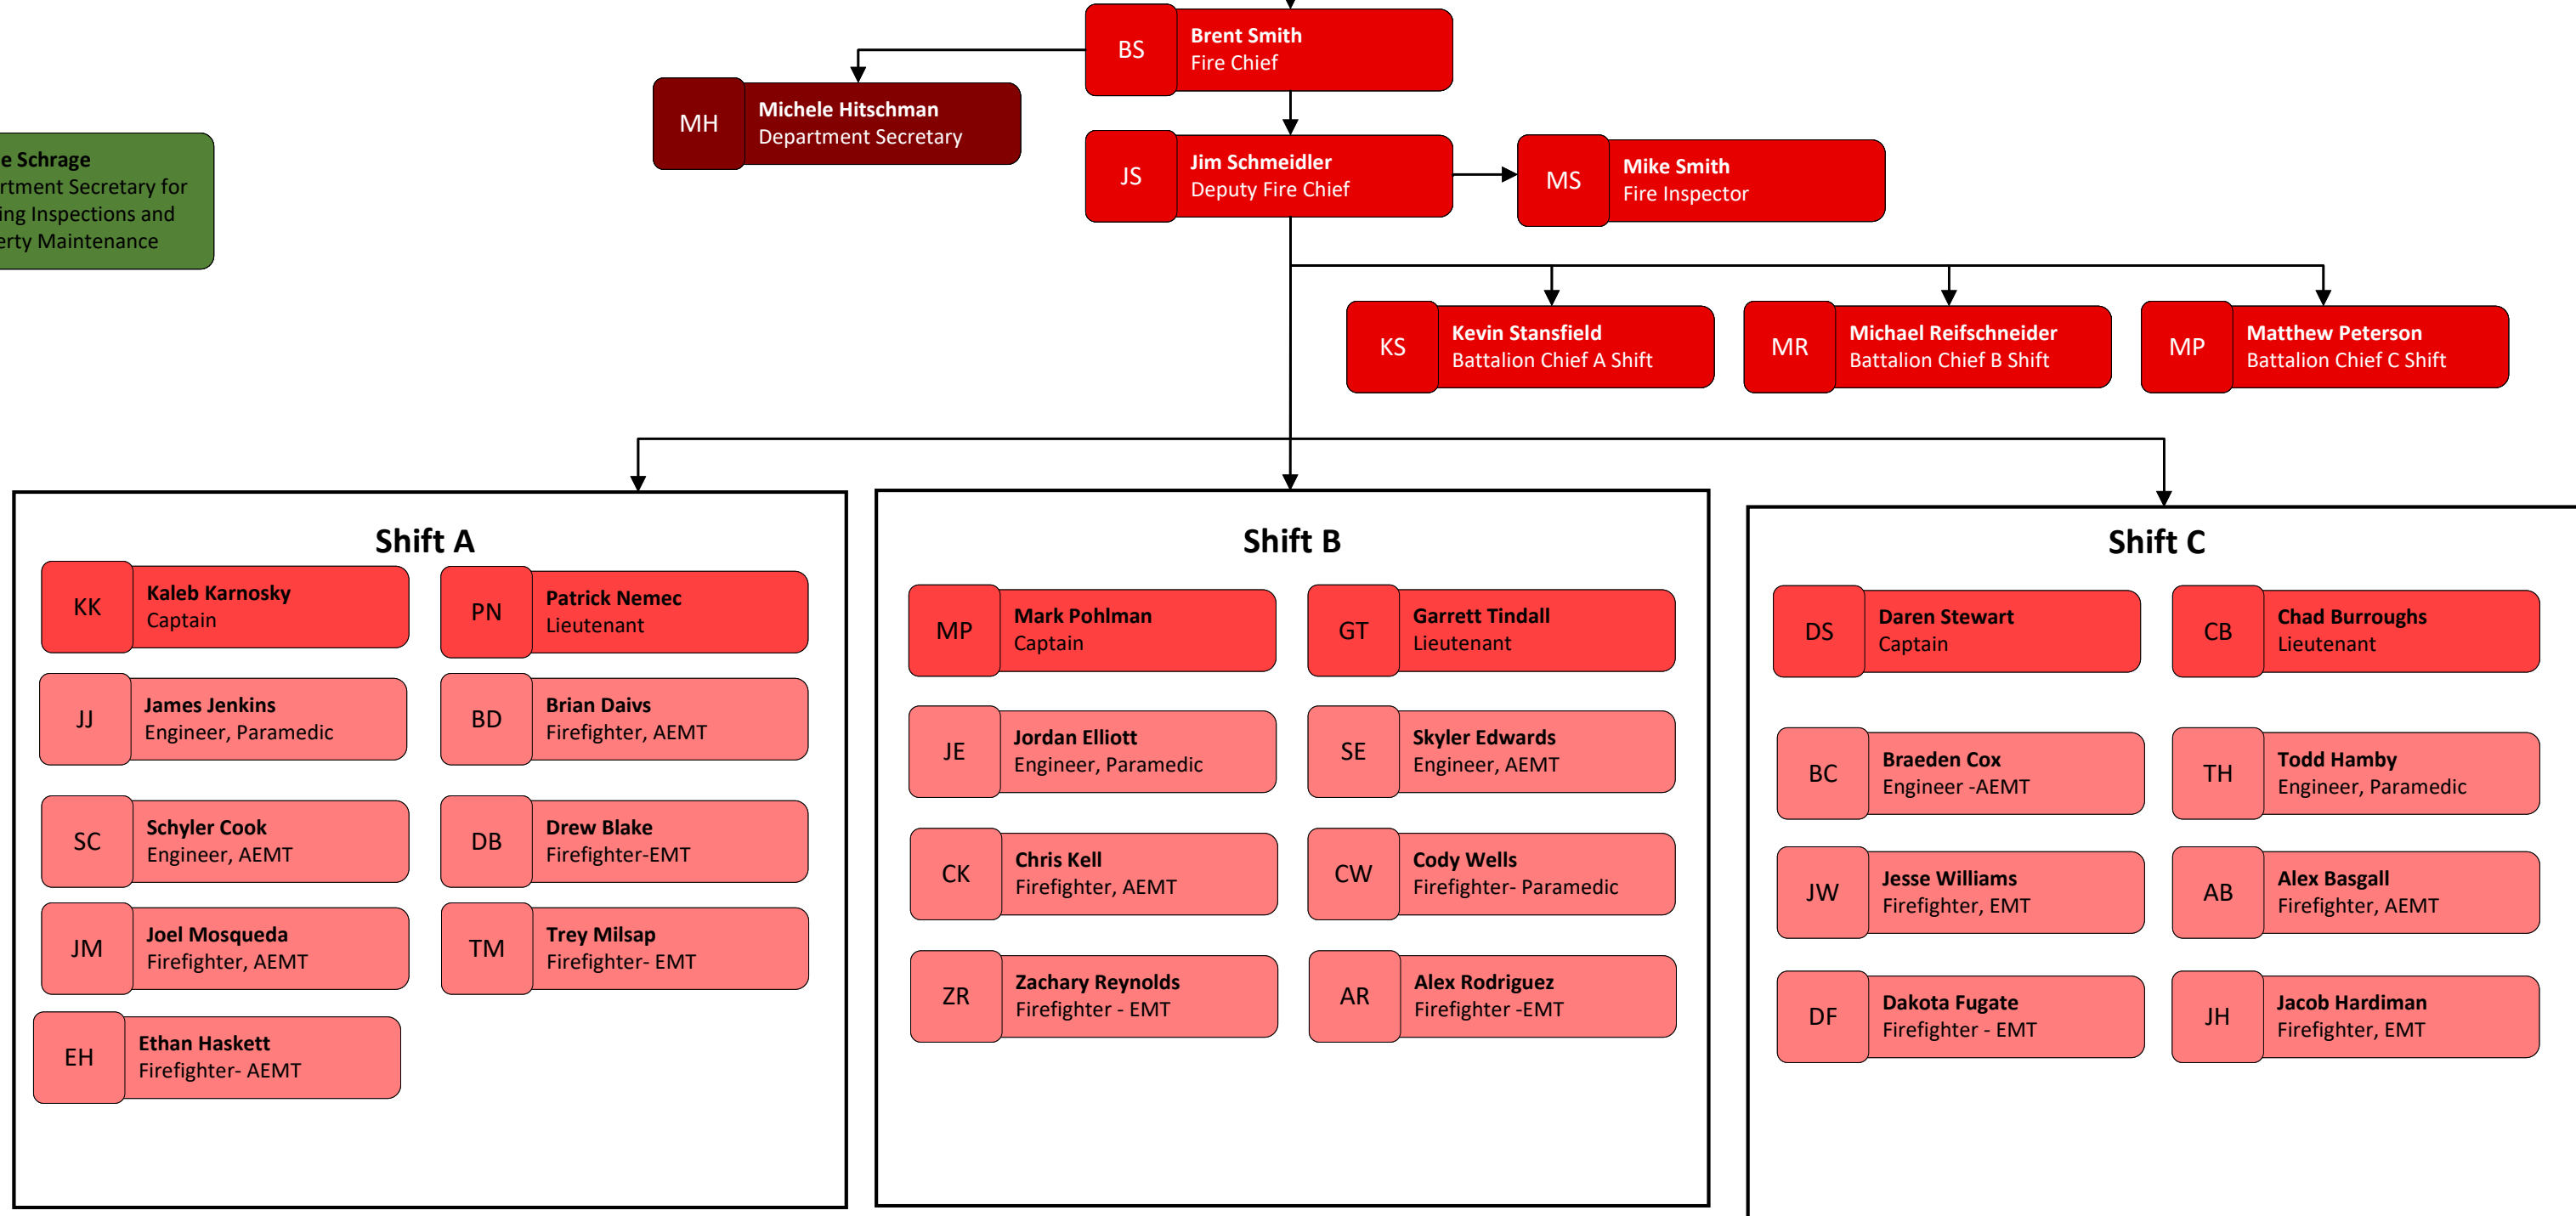 BS
Brent Smith
Fire Chief
MH
Michele Hitschman
Department Secretary
Schrage
Secretary for
Inspections and
Maintenance
JS
Jim Schmeidler
Deputy Fire Chief
MS
Mike Smith
Fire Inspector
KS
Kevin Stansfield
Battalion Chief A Shift
MR
Michael Reifschneider
Battalion Chief B Shift
MP
Matthew Peterson
Battalion Chief C Shift
Shift A
KK
Kaleb Karnosky
Captain
PN
Patrick Nemec
Lieutenant
JJ
James Jenkins
Engineer, Paramedic
BD
Brian Daivs
Firefighter, AEMT
SC
Schyler Cook
Engineer, AEMT
DB
Drew Blake
Firefighter-EMT
JM
Joel Mosqueda
Firefighter, AEMT
TM
Trey Milsap
Firefighter- EMT
EH
Ethan Haskett
Firefighter- AEMT
Shift B
MP
Mark Pohlman
Captain
GT
Garrett Tindall
Lieutenant
JE
Jordan Elliott
Engineer, Paramedic
SE
Skyler Edwards
Engineer, AEMT
CK
Chris Kell
Firefighter, AEMT
CW
Cody Wells
Firefighter- Paramedic
ZR
Zachary Reynolds
Firefighter - EMT
AR
Alex Rodriguez
Firefighter -EMT
Shift C
DS
Daren Stewart
Captain
CB
Chad Burroughs
Lieutenant
BC
Braeden Cox
Engineer -AEMT
TH
Todd Hamby
Engineer, Paramedic
JW
Jesse Williams
Firefighter, EMT
AB
Alex Basgall
Firefighter, AEMT
DF
Dakota Fugate
Firefighter - EMT
JH
Jacob Hardiman
Firefighter, EMT